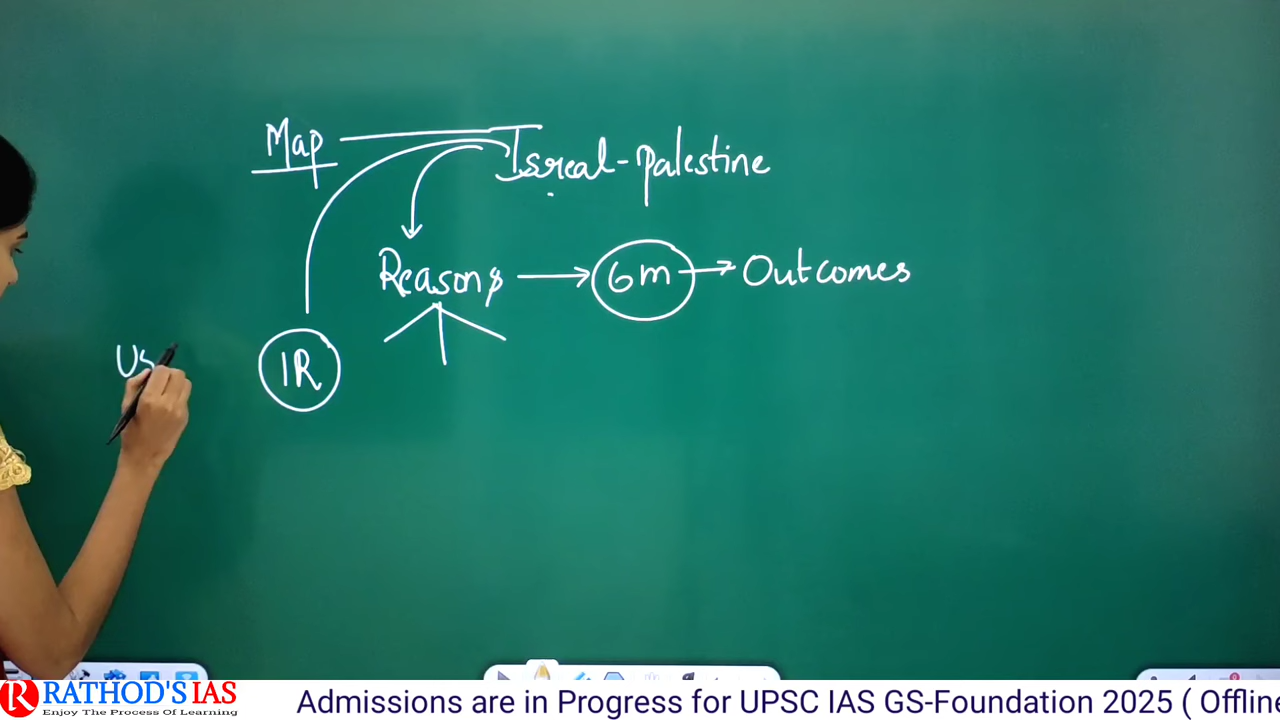 Map Isreal-Palestine
Reasons 6m Outcomes
IR
US
RATHOD'S IAS
Enjoy The Process Of Learning
Admissions are in Progress for UPSC IAS GS-Foundation 2025 ( Offline